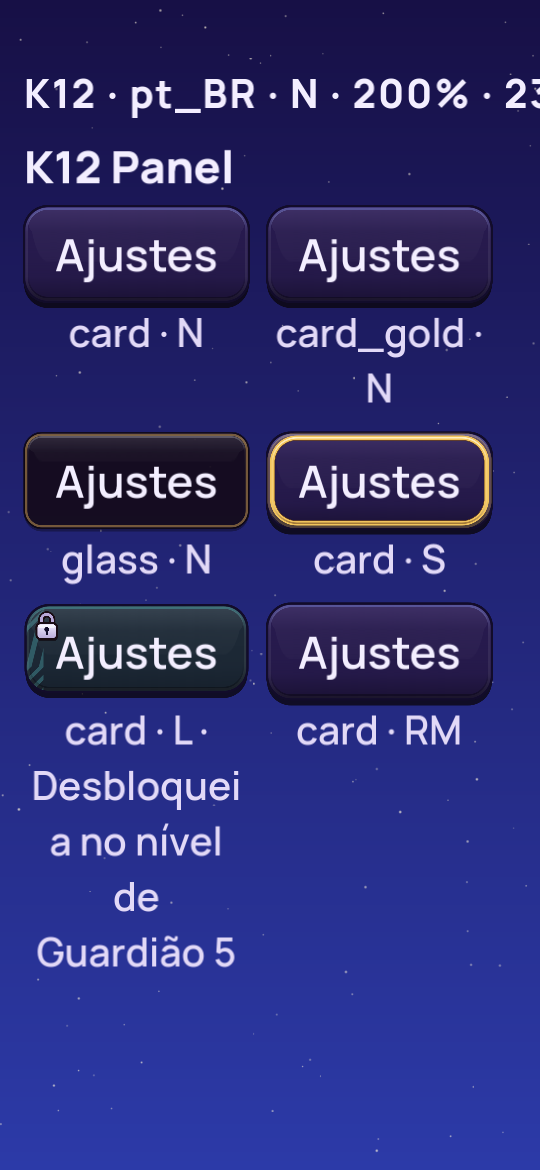 K12 · pt_BR · N · 200% · 23
K12 Panel
Ajustes
Ajustes
card · N
card_gold ·
N
Ajustes
Ajustes
glass · N
card · S
Ajustes
Ajustes
card · L ·
Desbloquei
a no nível
de
Guardião 5
card · RM